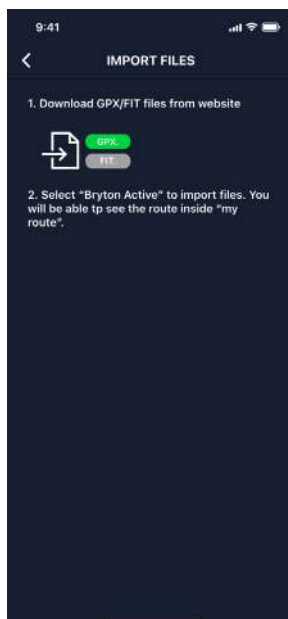 9:41
IMPORT FILES
1. Download GPX/FIT files from website
GPX.
FIT.
2. Select “Bryton Active” to import files. You
will be able tp see the route inside “my
route”.